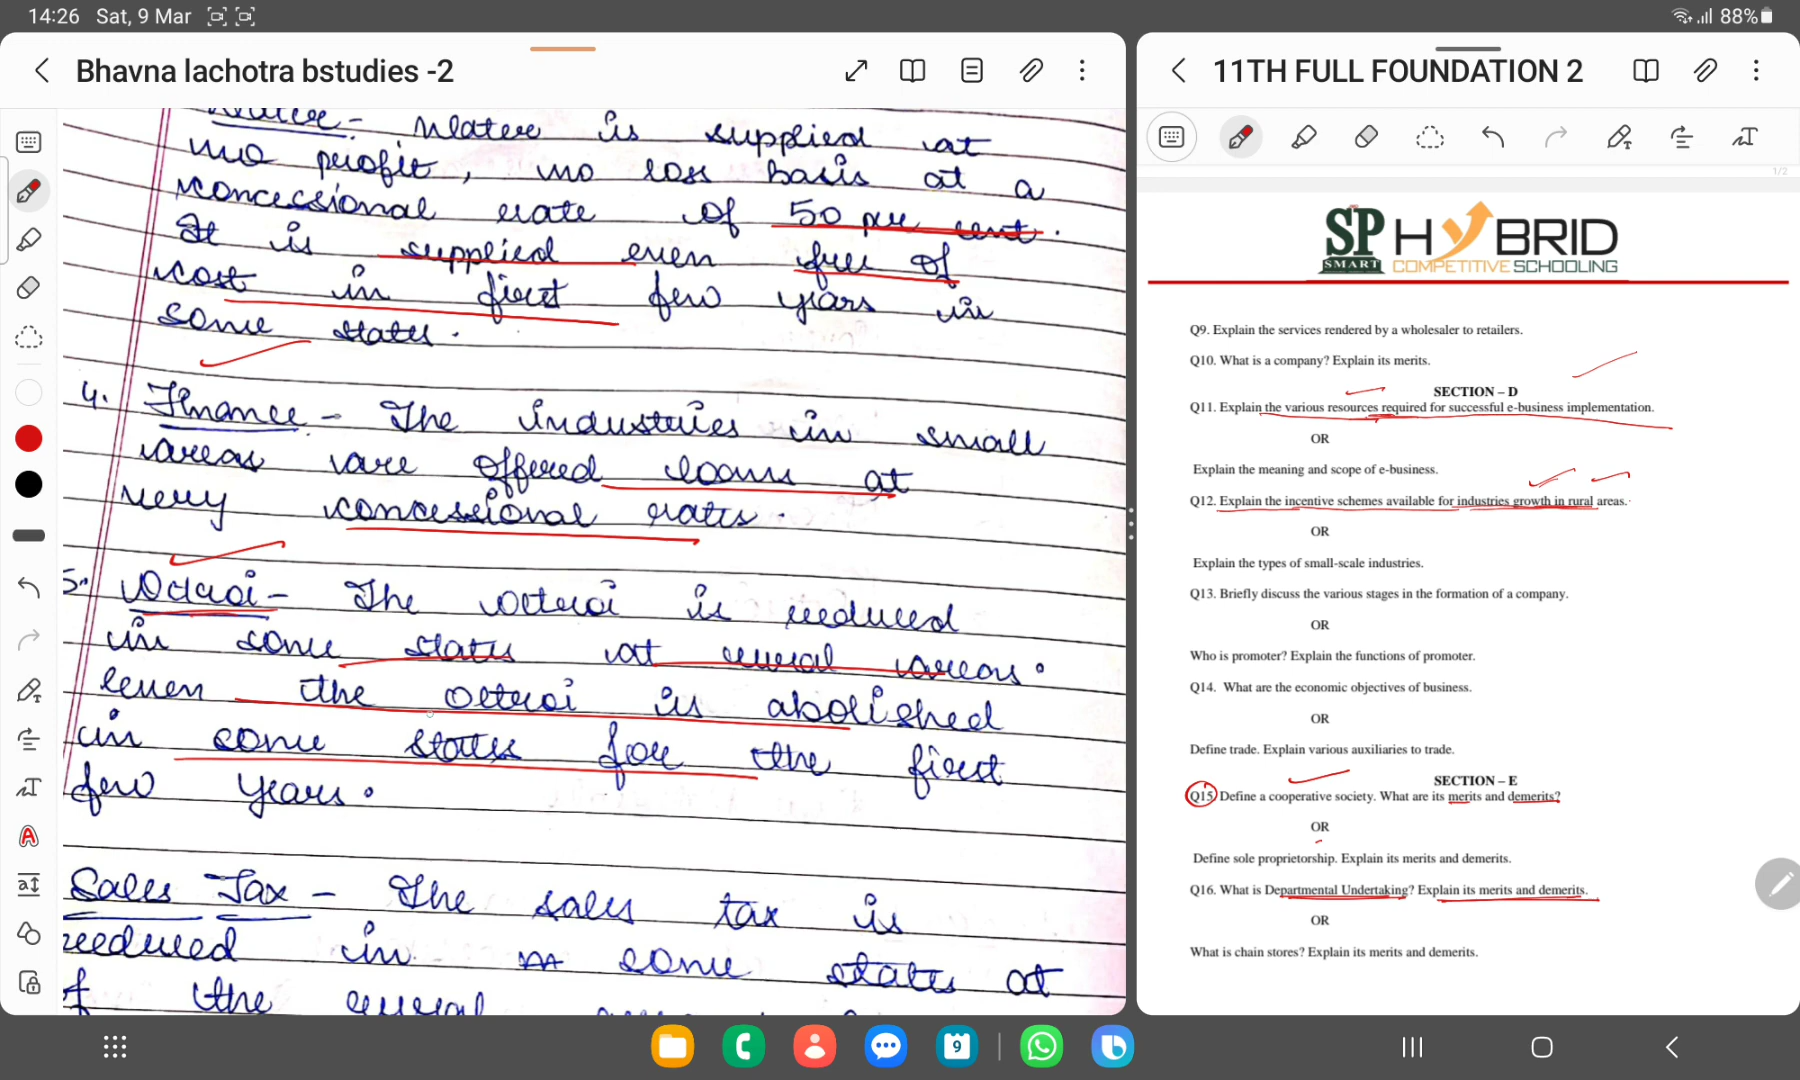 14:26 Sat, 9 Mar
88%
Bhavna lachotra bstudies -2
Water - Water is supplied at
no profit, no loss basis at a
concessional rate of 50 per cent.
It is supplied even free of
cost in first few years in
some states.
4. Finance - The industries in small
areas are offered loans at
very concessional rates.
5. Octroi - The octroi is reduced
in some states at rural areas.
even the octroi is abolished
in some states for the first
few years.
Sales Tax - The sales tax is
reduced in some states at
of the rural
11TH FULL FOUNDATION 2
1/2
SP HYBRID
SMART COMPETITIVE SCHOOLING
Q9. Explain the services rendered by a wholesaler to retailers.
Q10. What is a company? Explain its merits.
SECTION – D
Q11. Explain the various resources required for successful e-business implementation.
OR
Explain the meaning and scope of e-business.
Q12. Explain the incentive schemes available for industries growth in rural areas.
OR
Explain the types of small-scale industries.
Q13. Briefly discuss the various stages in the formation of a company.
OR
Who is promoter? Explain the functions of promoter.
Q14. What are the economic objectives of business.
OR
Define trade. Explain various auxiliaries to trade.
SECTION – E
Q15. Define a cooperative society. What are its merits and demerits?
OR
Define sole proprietorship. Explain its merits and demerits.
Q16. What is Departmental Undertaking? Explain its merits and demerits.
OR
What is chain stores? Explain its merits and demerits.
9